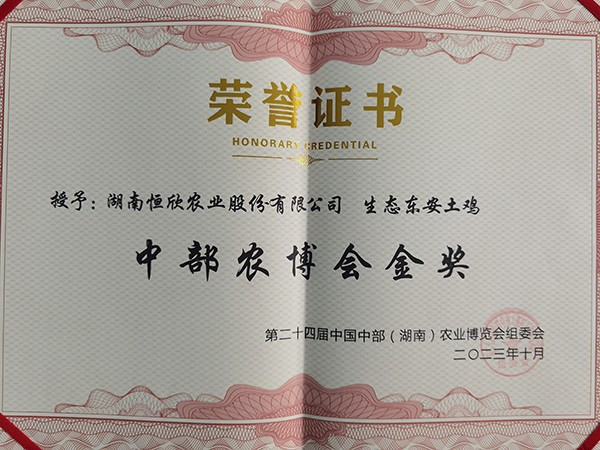 荣誉证书
HONORARY CREDENTIAL
授予：湖南恒欣农业股份有限公司 生态东安土鸡
中部农博会金奖
第二十四届中国中部（湖南）农业博览会组委会
二〇二三年十月